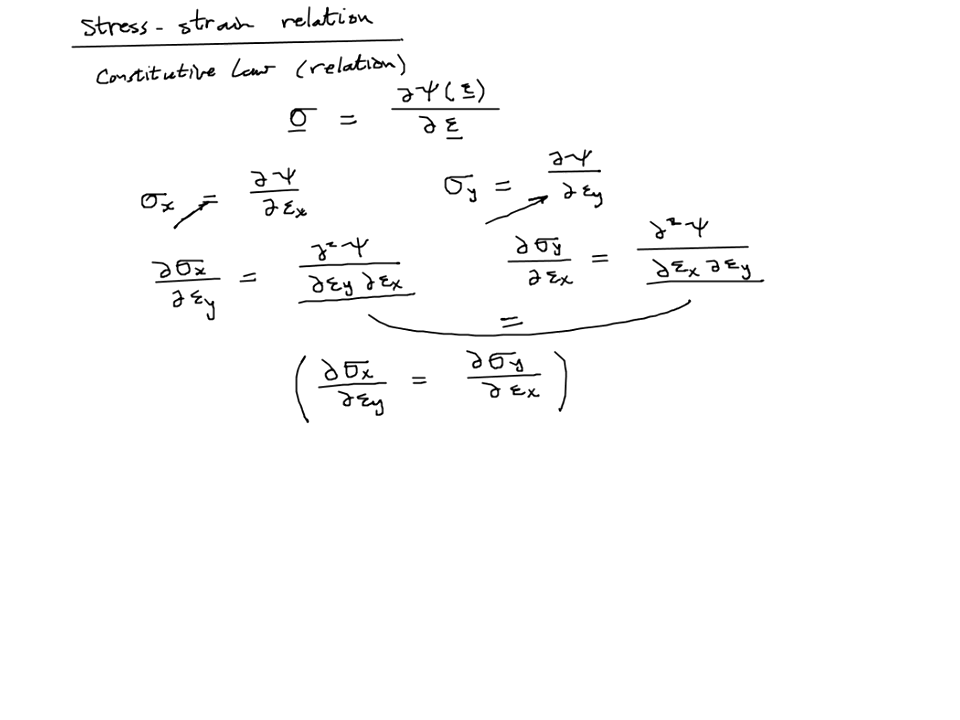 Stress-strain relation
Constitutive Law (relation)
σ = ∂Ψ(ε) / ∂ε
σx = ∂Ψ / ∂εx    σy = ∂Ψ / ∂εy
∂σx / ∂εy = ∂²Ψ / ∂εy ∂εx    ∂σy / ∂εx = ∂²Ψ / ∂εx ∂εy
=
(∂σx / ∂εy = ∂σy / ∂εx)